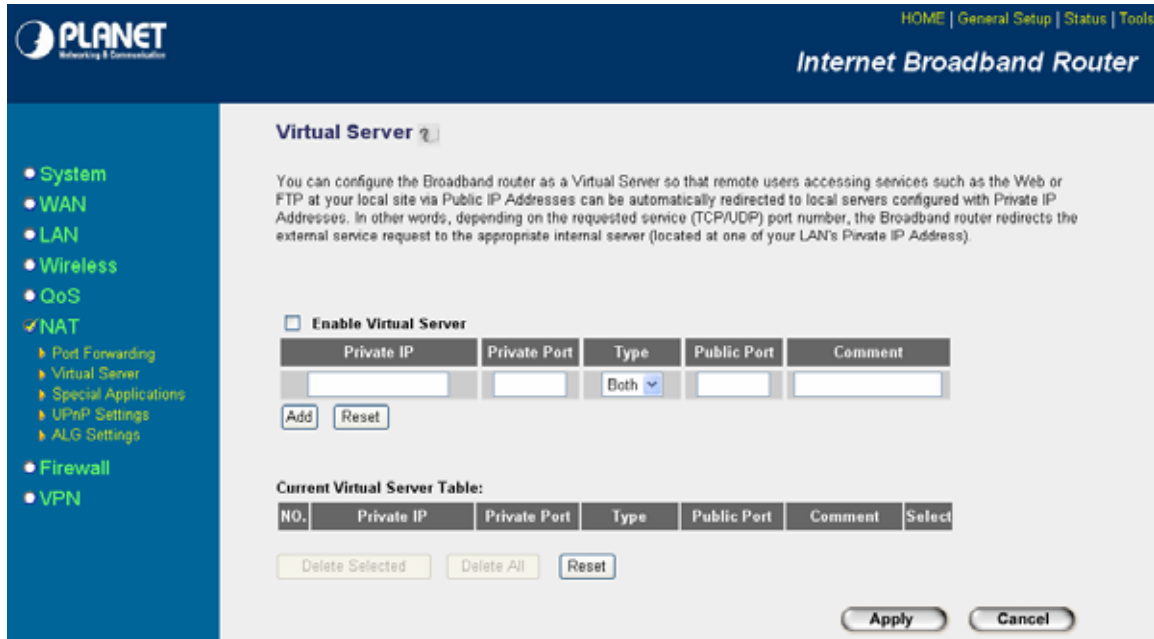 PLANET
Networking & Communication
HOME | General Setup | Status | Tools
Internet Broadband Router
System
WAN
LAN
Wireless
QoS
NAT
Port Forwarding
Virtual Server
Special Applications
UPnP Settings
ALG Settings
Firewall
VPN
Virtual Server
You can configure the Broadband router as a Virtual Server so that remote users accessing services such as the Web or
FTP at your local site via Public IP Addresses can be automatically redirected to local servers configured with Private IP
Addresses. In other words, depending on the requested service (TCP/UDP) port number, the Broadband router redirects the
external service request to the appropriate internal server (located at one of your LAN's Pirvate IP Address).
Enable Virtual Server
Private IP Private Port Type Public Port Comment
Both
Add Reset
Current Virtual Server Table:
NO. Private IP Private Port Type Public Port Comment Select
Delete Selected Delete All Reset
Apply Cancel